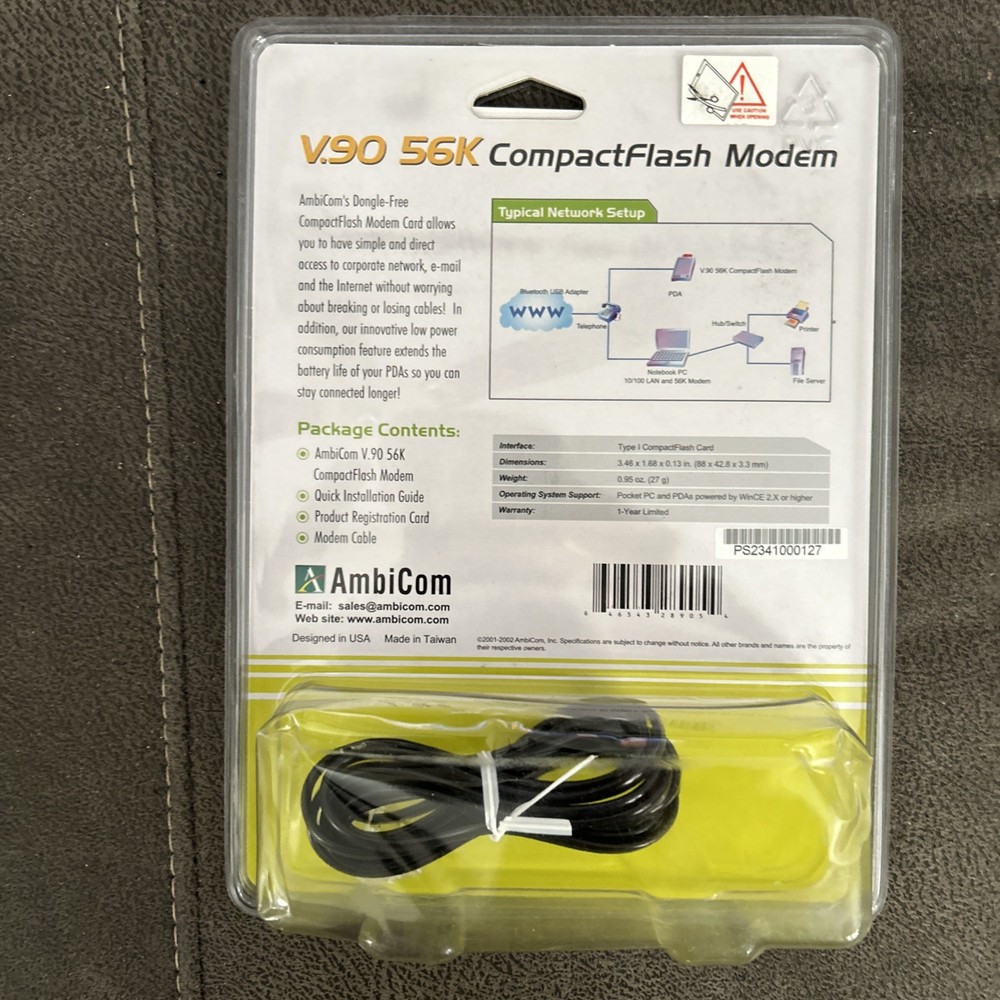 USE CAUTION
WHEN OPENING
V.90 56K CompactFlash Modem
AmbiCom's Dongle-Free
CompactFlash Modem Card allows
you to have simple and direct
access to corporate network, e-mail
and the Internet without worrying
about breaking or losing cables! In
addition, our innovative low power
consumption feature extends the
battery life of your PDAs so you can
stay connected longer!
Typical Network Setup
V.90 56K CompactFlash Modem
PDA
Bluetooth USB Adapter
WWW
Telephone
Hub/Switch
Printer
Notebook PC
10/100 LAN and 56K Modem
File Server
Package Contents:
AmbiCom V.90 56K
CompactFlash Modem
Quick Installation Guide
Product Registration Card
Modem Cable
Interface: Type I CompactFlash Card
Dimensions: 3.46 x 1.68 x 0.13 in. (88 x 42.8 x 3.3 mm)
Weight: 0.95 oz. (27 g)
Operating System Support: Pocket PC and PDAs powered by WinCE 2.X or higher
Warranty: 1-Year Limited
PS2341000127
AmbiCom
E-mail: sales@ambicom.com
Web site: www.ambicom.com
Designed in USA Made in Taiwan
6 46543 28905 4
©2001-2002 AmbiCom, Inc. Specifications are subject to change without notice. All other brands and names are the property of
their respective owners.